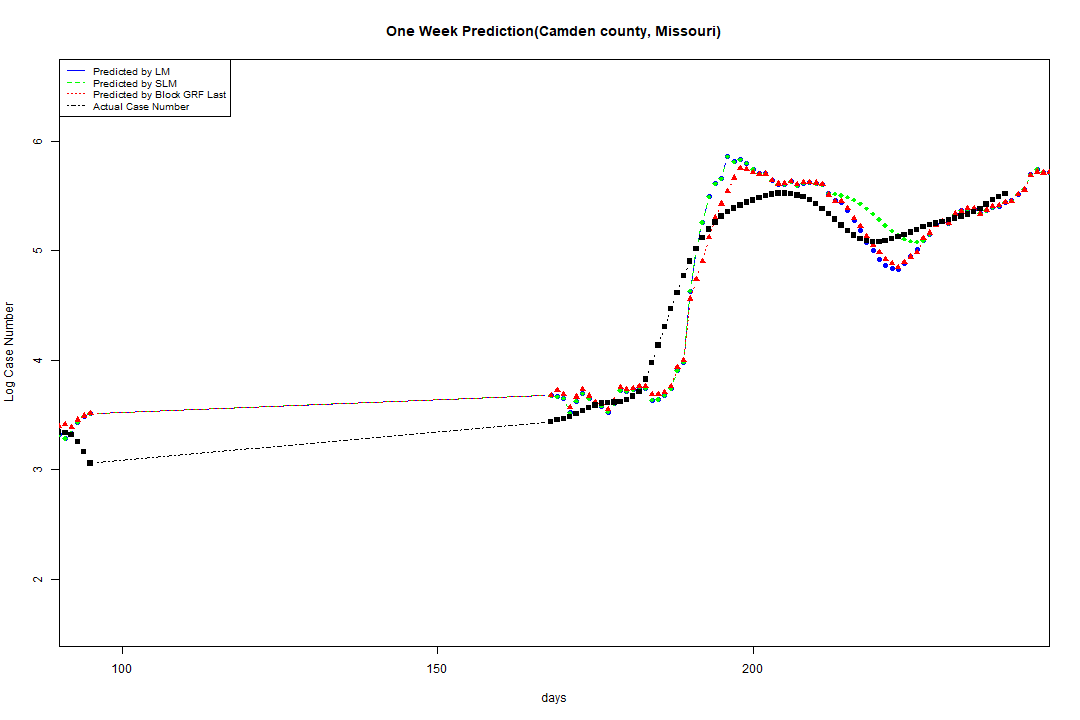 One Week Prediction(Camden county, Missouri)
Predicted by LM
Predicted by SLM
Predicted by Block GRF Last
Actual Case Number
6
5
4
3
2
Log Case Number
100 150 200
days